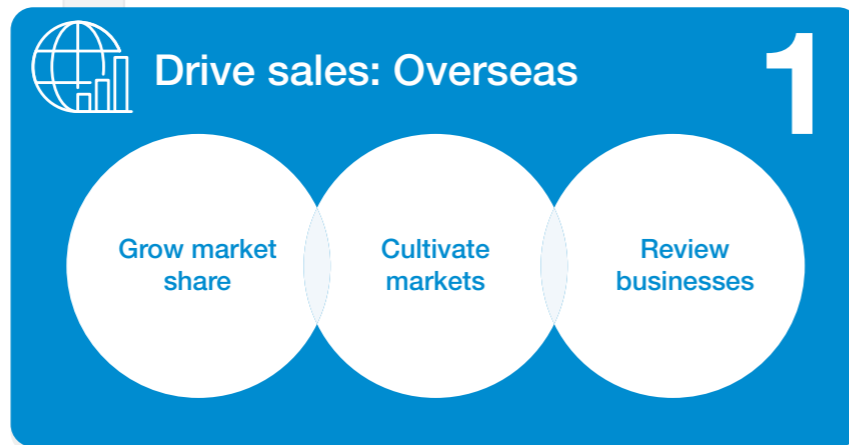 Drive sales: Overseas
1
Grow market
share
Cultivate
markets
Review
businesses